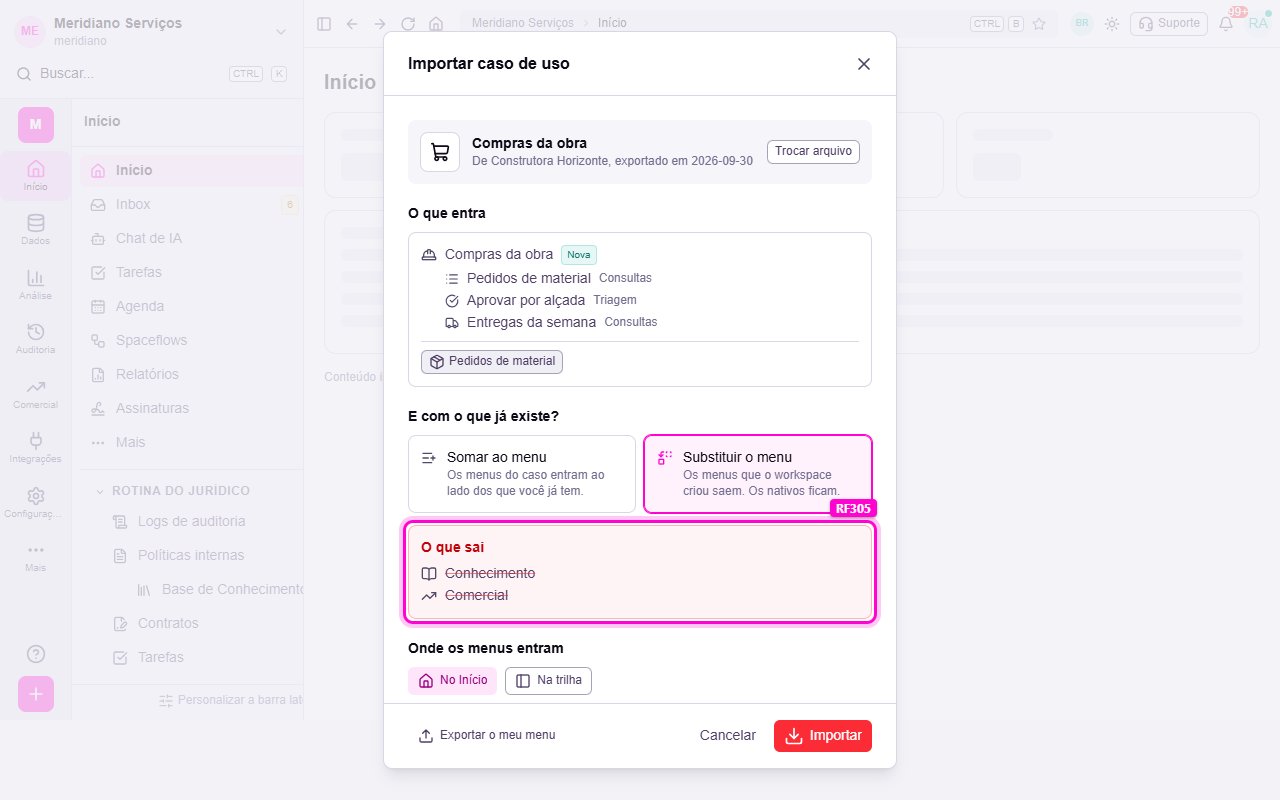 ME
Meridiano Serviços
meridiano
Buscar...
CTRL
K
M
Início
Dados
Análise
Auditoria
Comercial
Integrações
Configuraç...
Mais
Início
Início
Inbox
6
Chat de IA
Tarefas
Agenda
Spaceflows
Relatórios
Assinaturas
Mais
ROTINA DO JURÍDICO
Logs de auditoria
Políticas internas
Base de Conhecimento
Contratos
Tarefas
Personalizar a barra late
Meridiano Serviços
Início
CTRL
B
BR
Suporte
99+
RA
Início
Conteúdo
Importar caso de uso
Compras da obra
De Construtora Horizonte, exportado em 2026-09-30
Trocar arquivo
O que entra
Compras da obra Nova
Pedidos de material Consultas
Aprovar por alçada Triagem
Entregas da semana Consultas
Pedidos de material
E com o que já existe?
Somar ao menu
Os menus do caso entram ao
lado dos que você já tem.
Substituir o menu
Os menus que o workspace
criou saem. Os nativos ficam.
RF305
O que sai
Conhecimento
Comercial
Onde os menus entram
No Início
Na trilha
Exportar o meu menu
Cancelar
Importar